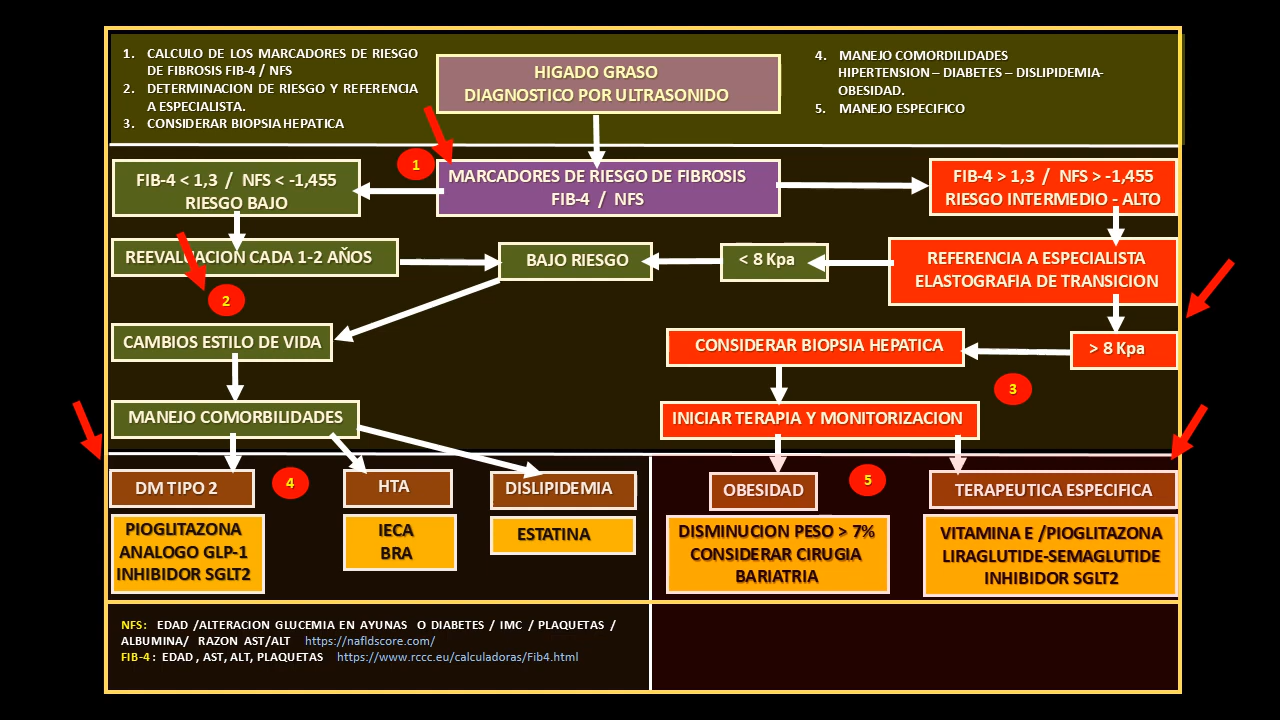 1. CALCULO DE LOS MARCADORES DE RIESGO
DE FIBROSIS FIB-4 / NFS
2. DETERMINACION DE RIESGO Y REFERENCIA
A ESPECIALISTA.
3. CONSIDERAR BIOPSIA HEPATICA
HIGADO GRASO
DIAGNOSTICO POR ULTRASONIDO
4. MANEJO COMORDILIDADES
HIPERTENSION – DIABETES – DISLIPIDEMIA-
OBESIDAD.
5. MANEJO ESPECIFICO
FIB-4 < 1,3 / NFS < -1,455
RIESGO BAJO
1
MARCADORES DE RIESGO DE FIBROSIS
FIB-4 / NFS
FIB-4 > 1,3 / NFS > -1,455
RIESGO INTERMEDIO - ALTO
REEVALUACION CADA 1-2 AÑOS
BAJO RIESGO
< 8 Kpa
REFERENCIA A ESPECIALISTA
ELASTOGRAFIA DE TRANSICION
2
CAMBIOS ESTILO DE VIDA
CONSIDERAR BIOPSIA HEPATICA
> 8 Kpa
3
MANEJO COMORBILIDADES
INICIAR TERAPIA Y MONITORIZACION
DM TIPO 2
4
HTA
DISLIPIDEMIA
OBESIDAD
5
TERAPEUTICA ESPECIFICA
PIOGLITAZONA
ANALOGO GLP-1
INHIBIDOR SGLT2
IECA
BRA
ESTATINA
DISMINUCION PESO > 7%
CONSIDERAR CIRUGIA
BARIATRIA
VITAMINA E /PIOGLITAZONA
LIRAGLUTIDE-SEMAGLUTIDE
INHIBIDOR SGLT2
NFS: EDAD /ALTERACION GLUCEMIA EN AYUNAS O DIABETES / IMC / PLAQUETAS /
ALBUMINA/ RAZON AST/ALT https://nafldscore.com/
FIB-4 : EDAD , AST, ALT, PLAQUETAS https://www.rccc.eu/calculadoras/Fib4.html